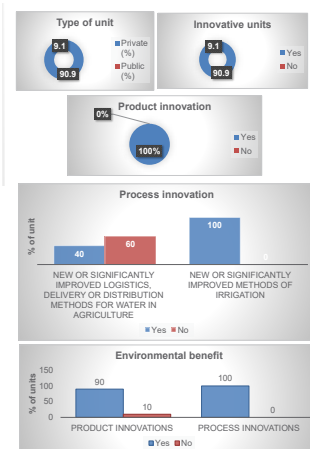 Type of unit
9.1
90.9
Private
(%)
Public
(%)
Innovative units
9.1
90.9
Yes
No
Product innovation
0%
100%
Yes
No
Process innovation
% of unit
40
60
100
0
NEW OR SIGNIFICANTLY
IMPROVED LOGISTICS,
DELIVERY OR DISTRIBUTION
METHODS FOR WATER IN
AGRICULTURE
NEW OR SIGNIFICANTLY
IMPROVED METHODS OF
IRRIGATION
Yes No
Environmental benefit
% of units
150
100
50
0
90
10
100
0
PRODUCT INNOVATIONS
PROCESS INNOVATIONS
Yes No